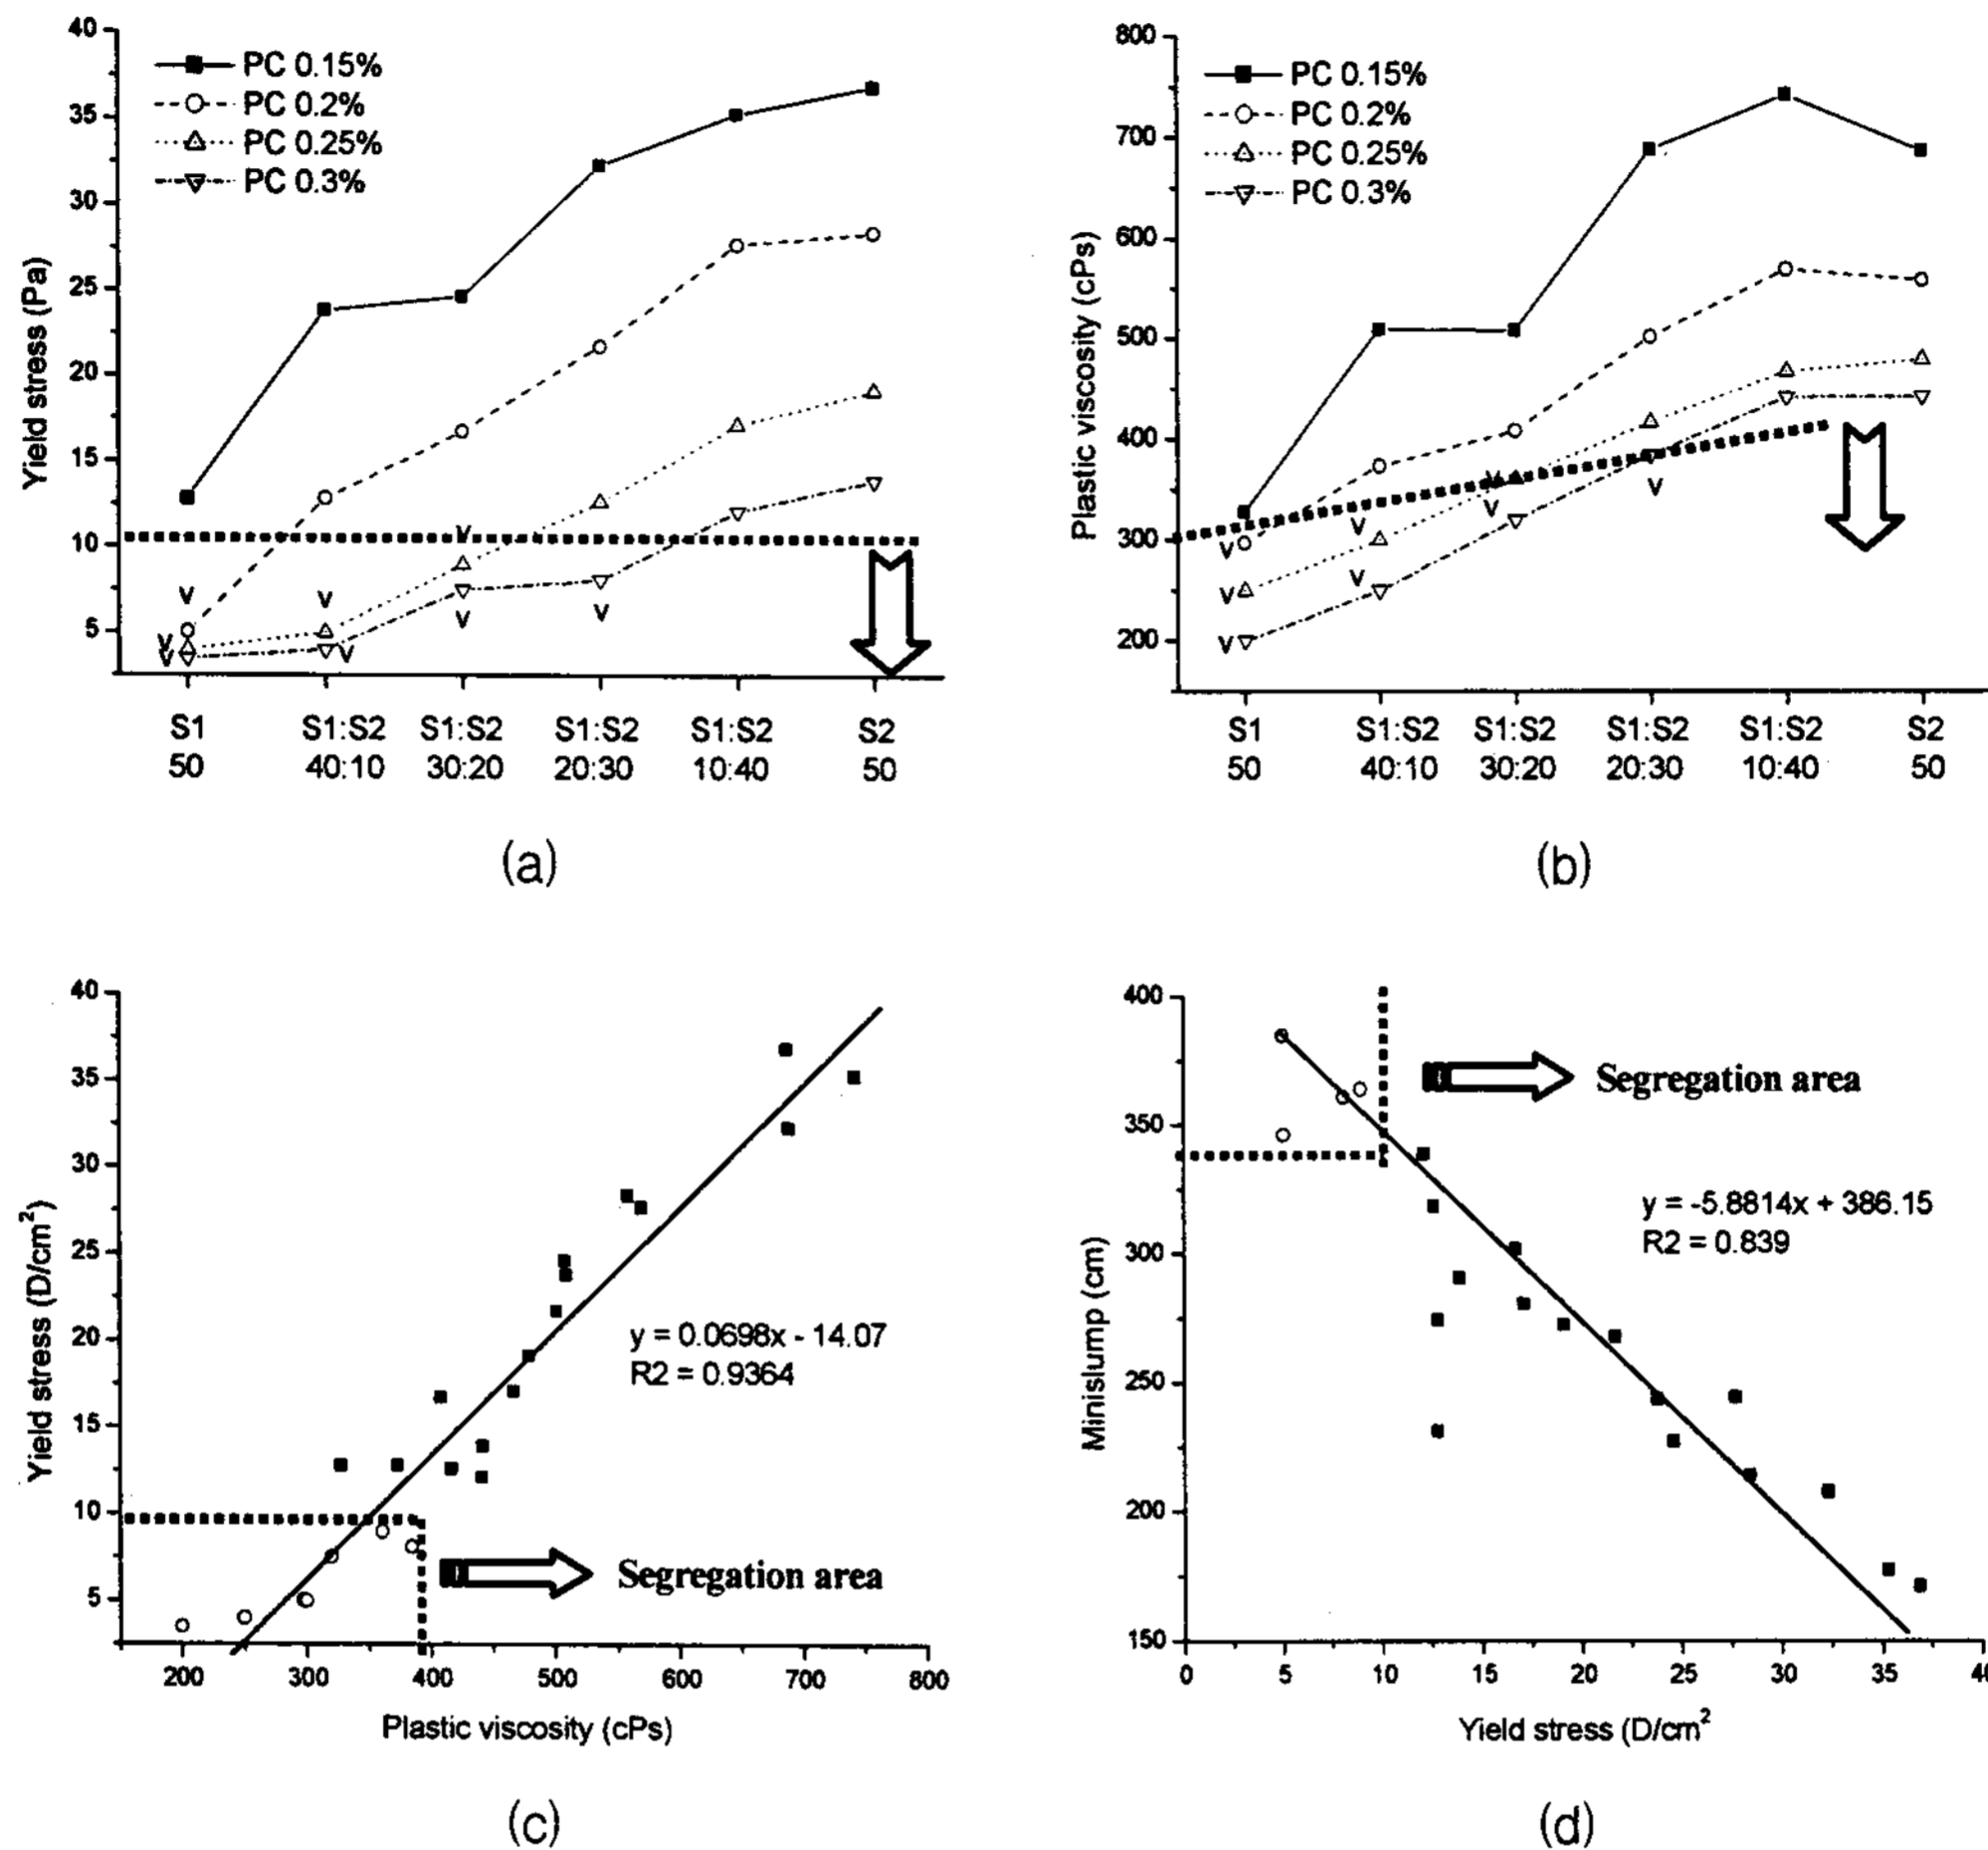 40
35
30
25
20
15
10
5
Yield stress (Pa)
PC 0.15%
PC 0.2%
PC 0.25%
PC 0.3%
v v v v v v v v v
S1 S1:S2 S1:S2 S1:S2 S1:S2 S2
50 40:10 30:20 20:30 10:40 50
(a)
800
700
600
500
400
300
200
Plastic viscosity (cPs)
PC 0.15%
PC 0.2%
PC 0.25%
PC 0.3%
v v v v v v v v
S1 S1:S2 S1:S2 S1:S2 S1:S2 S2
50 40:10 30:20 20:30 10:40 50
(b)
40
35
30
25
20
15
10
5
Yield stress (D/cm²)
y = 0.0698x - 14.07
R2 = 0.9364
Segregation area
200 300 400 500 600 700 800
Plastic viscosity (cPs)
(c)
400
350
300
250
200
150
Minislump (cm)
Segregation area
y = -5.8814x + 386.15
R2 = 0.839
0 5 10 15 20 25 30 35
Yield stress (D/cm²
(d)